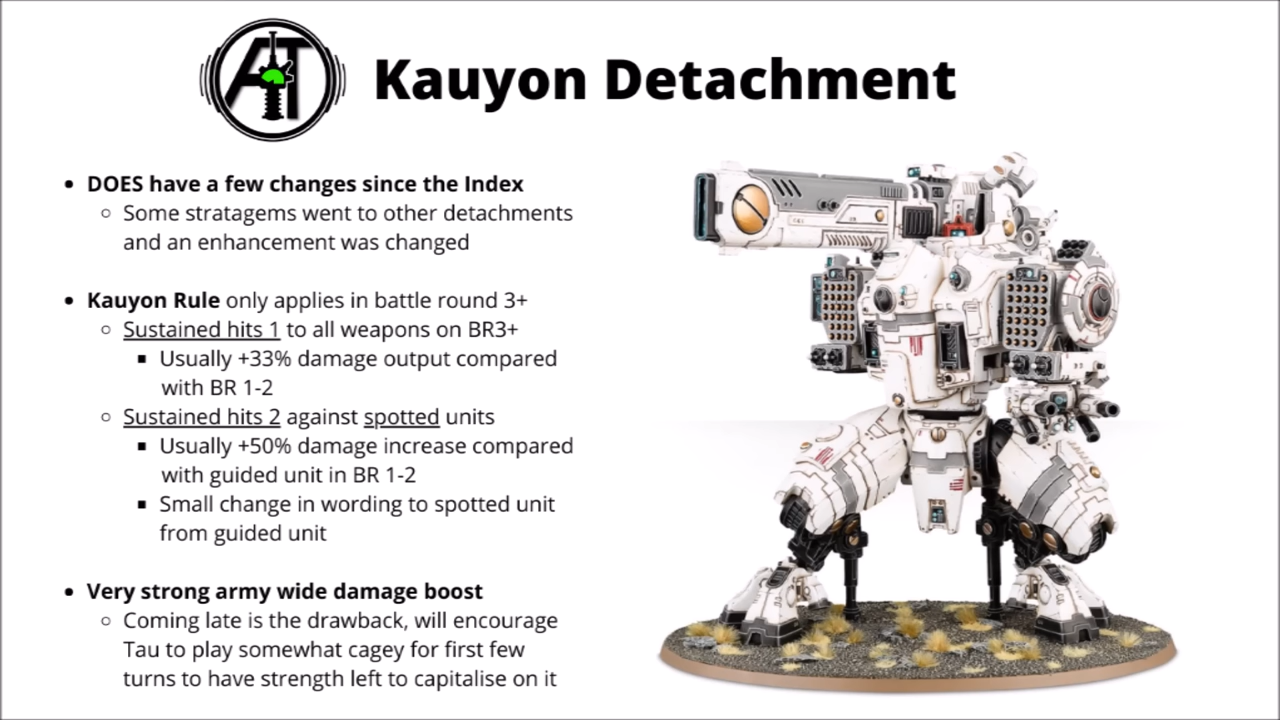 AT
Kauyon Detachment
• DOES have a few changes since the Index
○ Some stratagems went to other detachments
and an enhancement was changed
• Kauyon Rule only applies in battle round 3+
○ Sustained hits 1 to all weapons on BR3+
▪ Usually +33% damage output compared
with BR 1-2
○ Sustained hits 2 against spotted units
▪ Usually +50% damage increase compared
with guided unit in BR 1-2
▪ Small change in wording to spotted unit
from guided unit
• Very strong army wide damage boost
○ Coming late is the drawback, will encourage
Tau to play somewhat cagey for first few
turns to have strength left to capitalise on it